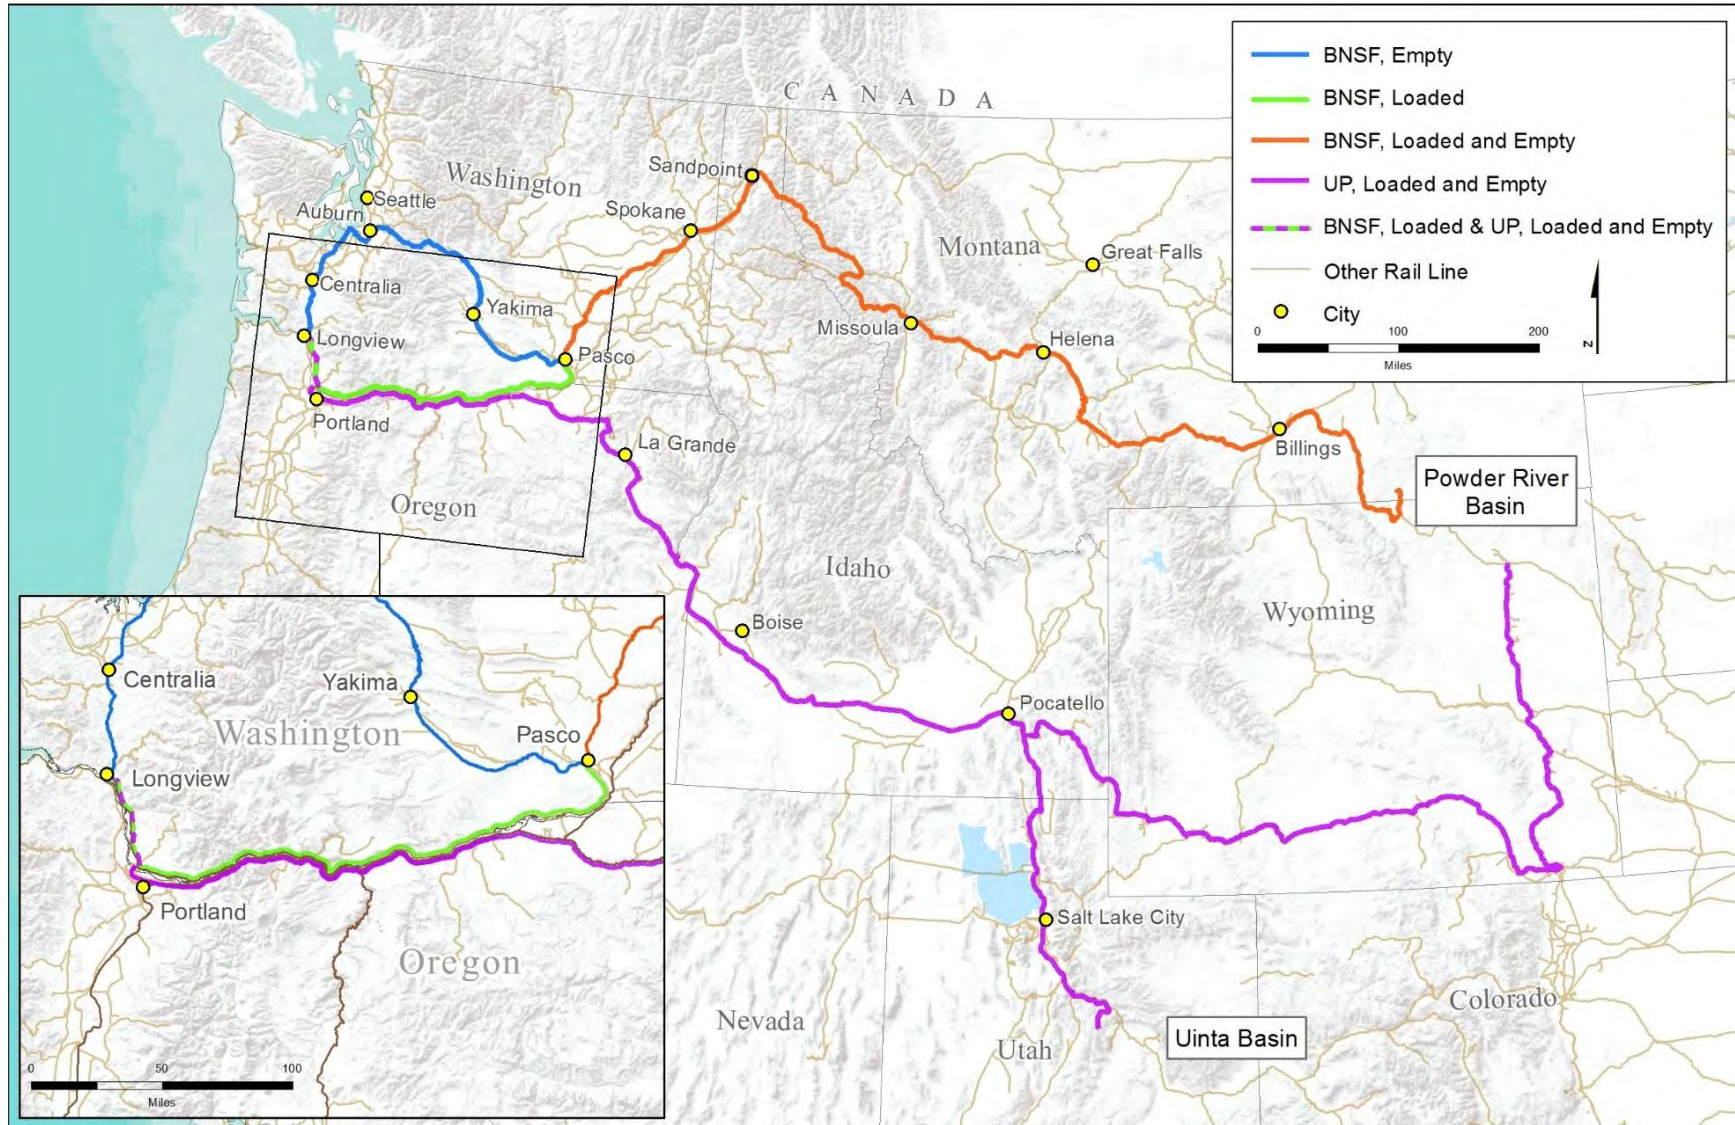 C A N A D A
BNSF, Empty
BNSF, Loaded
BNSF, Loaded and Empty
UP, Loaded and Empty
BNSF, Loaded & UP, Loaded and Empty
Other Rail Line
City
0 100 200
Miles
N
Washington
Sandpoint
Seattle
Auburn
Spokane
Montana
Great Falls
Centralia
Yakima
Missoula
Helena
Longview
Pasco
Portland
La Grande
Billings
Powder River
Basin
Oregon
Idaho
Wyoming
Boise
Pocatello
Salt Lake City
Colorado
Nevada
Utah
Uinta Basin
Centralia
Yakima
Washington
Pasco
Longview
Portland
Oregon
0 50 100
Miles